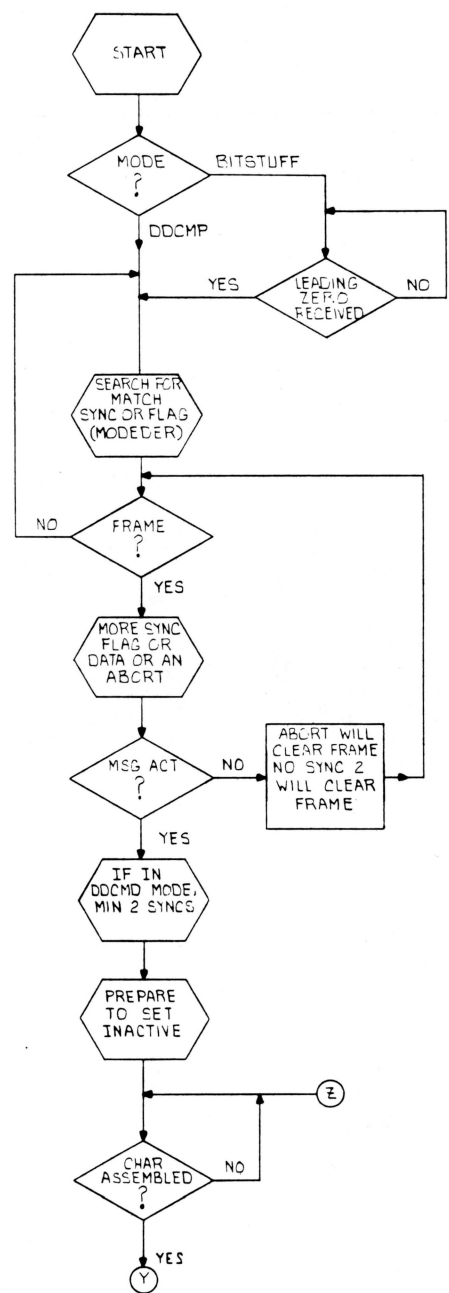 START
MODE
?
BITSTUFF
DDCMP
YES
LEADING
ZERO
RECEIVED
NO
SEARCH FOR
MATCH
SYNC OR FLAG
(MODEDER)
NO
FRAME
?
YES
MORE SYNC
FLAG OR
DATA OR AN
ABORT
MSG ACT
?
NO
ABORT WILL
CLEAR FRAME
NO SYNC 2
WILL CLEAR
FRAME
YES
IF IN
DDCMD MODE,
MIN 2 SYNCS
PREPARE
TO SET
INACTIVE
Z
CHAR
ASSEMBLED
?
NO
YES
Y